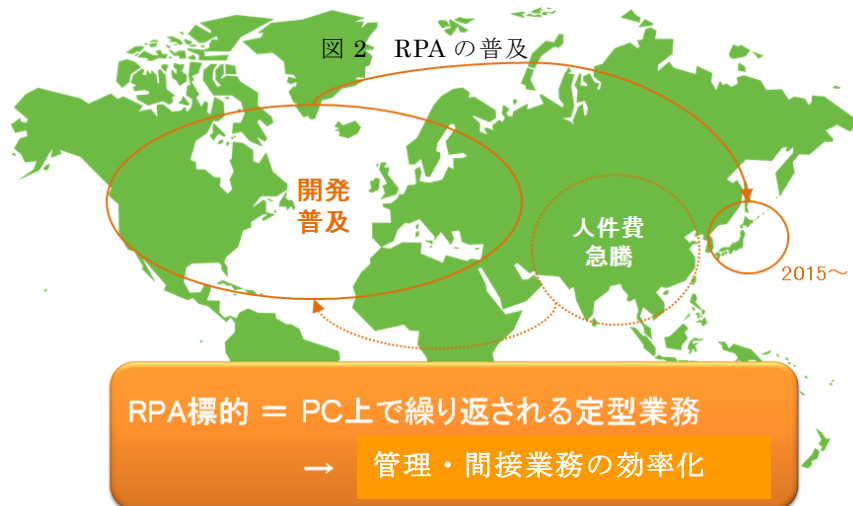 図 2　RPA の普及
開発
普及
人件費
急騰
2015～
RPA標的 ＝ PC上で繰り返される定型業務
→ 管理・間接業務の効率化